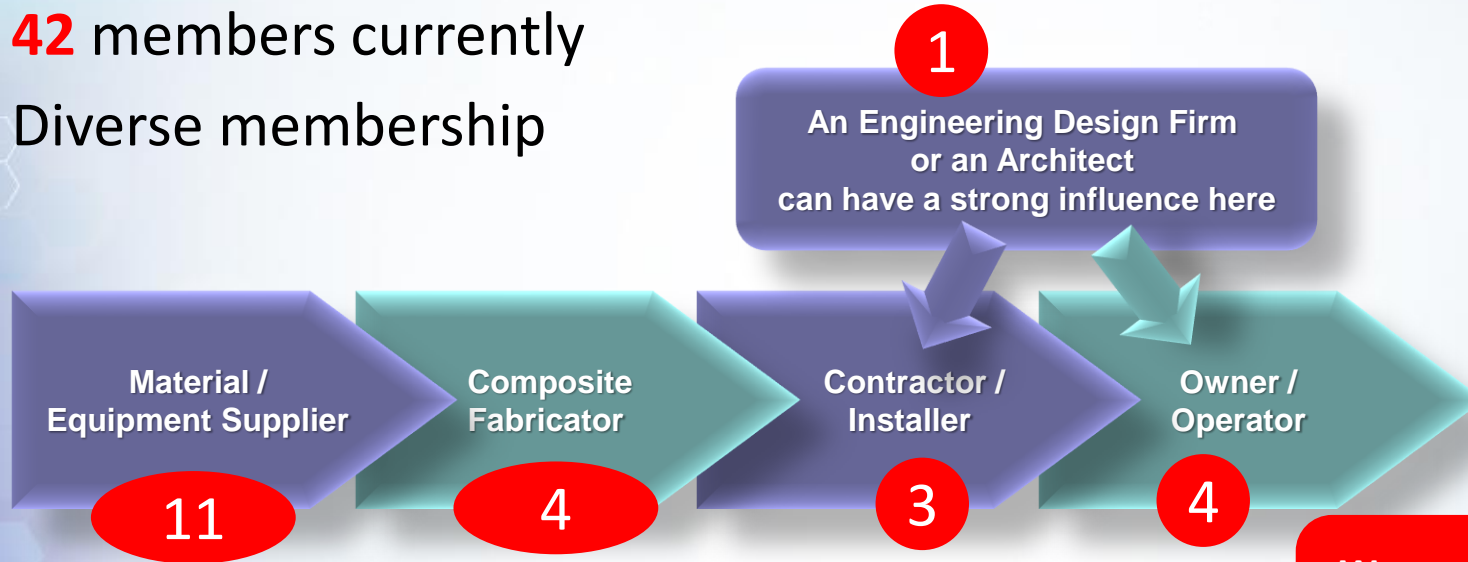 42 members currently
Diverse membership
1
An Engineering Design Firm
or an Architect
can have a strong influence here
Material /
Equipment Supplier
Composite
Fabricator
Contractor /
Installer
Owner /
Operator
11
4
3
4